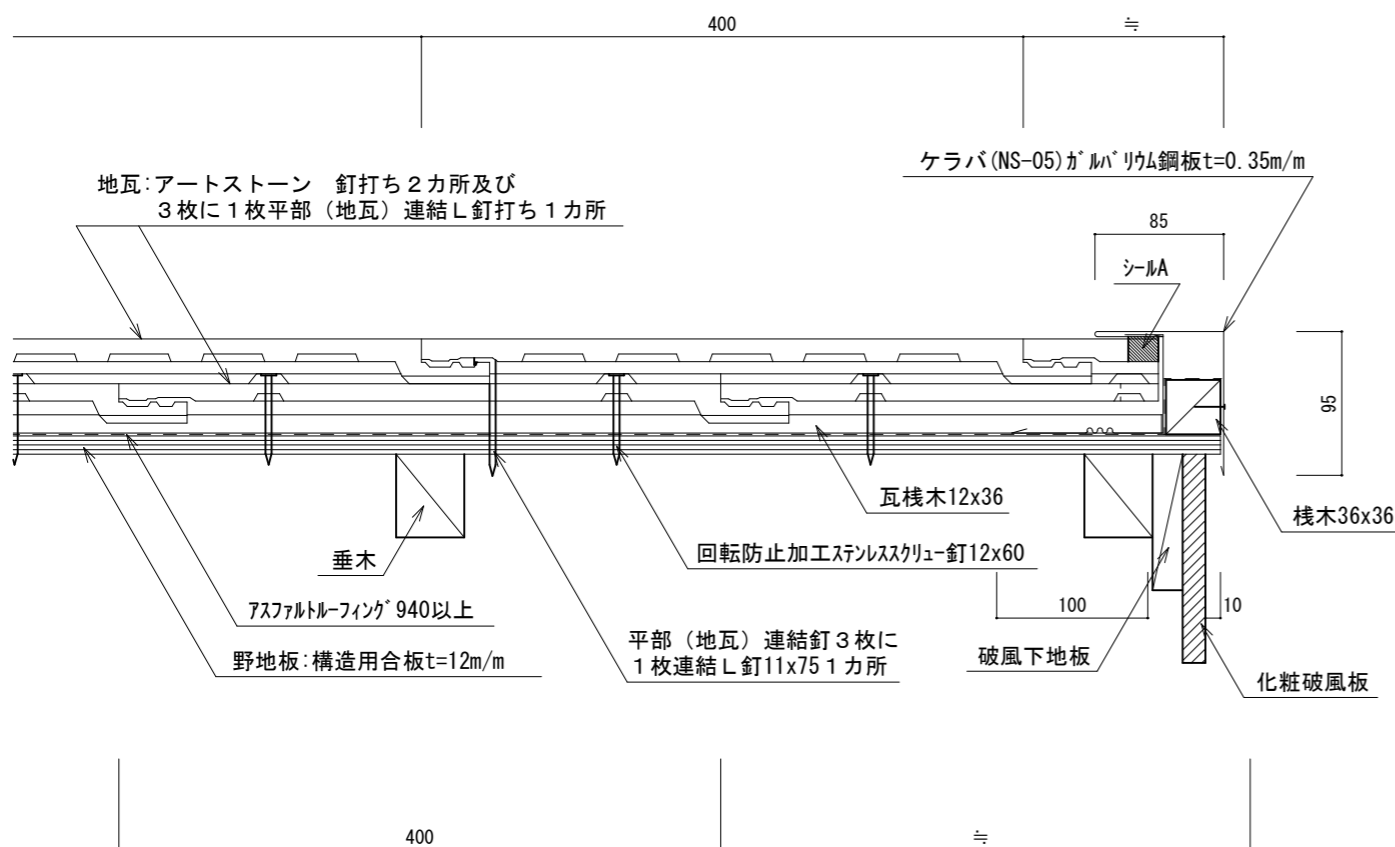 400
≒
ケラバ(NS-05)ｶﾞﾙﾊﾞﾘｳﾑ鋼板t=0.35m/m
地瓦:アートストーン　釘打ち２カ所及び
３枚に１枚平部（地瓦）連結Ｌ釘打ち１カ所
85
ｼｰﾙA
95
瓦桟木12x36
桟木36x36
垂木
回転防止加工ｽﾃﾝﾚｽｽｸﾘｭｰ釘12x60
100
10
ｱｽﾌｧﾙﾄﾙｰﾌｨﾝｸﾞ940以上
平部（地瓦）連結釘３枚に
１枚連結Ｌ釘11x75１カ所
野地板:構造用合板t=12m/m
破風下地板
化粧破風板
400
≒